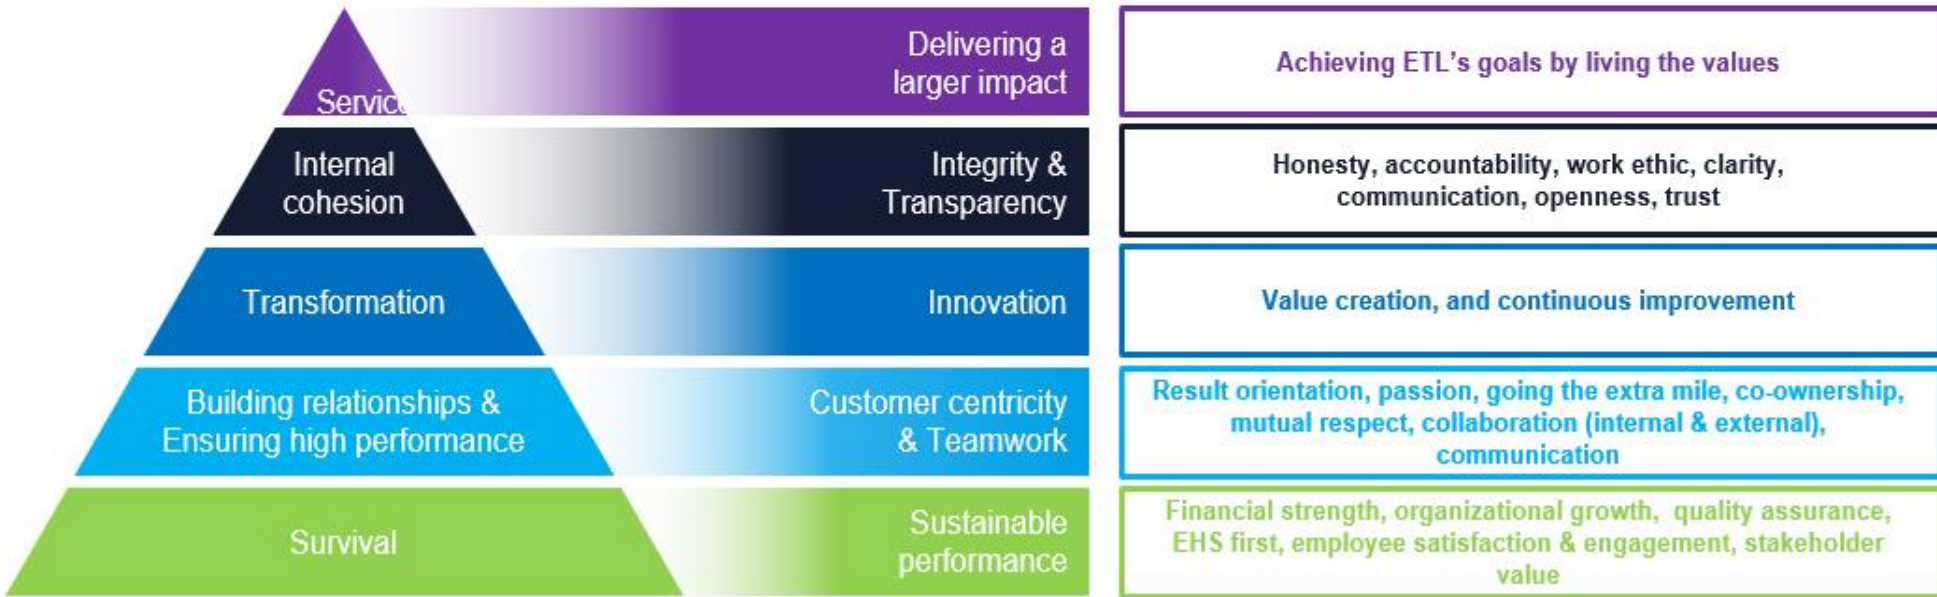 Service
Delivering a
larger impact
Achieving ETL's goals by living the values
Internal
cohesion
Integrity &
Transparency
Honesty, accountability, work ethic, clarity,
communication, openness, trust
Transformation
Innovation
Value creation, and continuous improvement
Building relationships &
Ensuring high performance
Customer centricity
& Teamwork
Result orientation, passion, going the extra mile, co-ownership,
mutual respect, collaboration (internal & external),
communication
Survival
Sustainable
performance
Financial strength, organizational growth, quality assurance,
EHS first, employee satisfaction & engagement, stakeholder
value